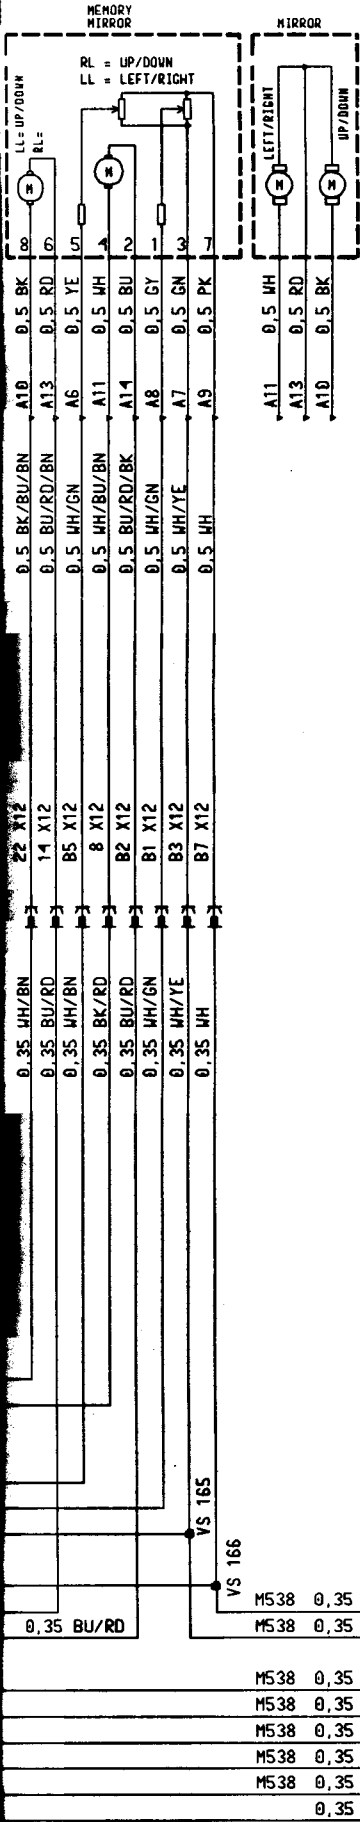 MEMORY
MIRROR
MIRROR
RL = UP/DOWN
LL = LEFT/RIGHT
LL= UP/DOWN
RL=
LEFT/RIGHT
UP/DOWN
M
M
M
M
8 6 5 4 2 1 3 7
0,5 BK
0,5 RD
0,5 YE
0,5 WH
0,5 BU
0,5 GY
0,5 GN
0,5 PK
0,5 WH
0,5 RD
0,5 BK
A10
A13
A6
A11
A14
A8
A7
A9
A11
A13
A10
0,5 BK/BU/BN
0,5 BU/RD/BN
0,5 WH/GN
0,5 WH/BU/BN
0,5 BU/RD/BK
0,5 WH/GN
0,5 WH/YE
0,5 WH
22 X12
14 X12
B5 X12
8 X12
B2 X12
B1 X12
B3 X12
B7 X12
0,35 WH/BN
0,35 BU/RD
0,35 WH/BN
0,35 BK/RD
0,35 BU/RD
0,35 WH/GN
0,35 WH/YE
0,35 WH
VS 165
VS 166
M538 0,35
0,35 BU/RD
M538 0,35
M538 0,35
M538 0,35
M538 0,35
M538 0,35
M538 0,35
0,35